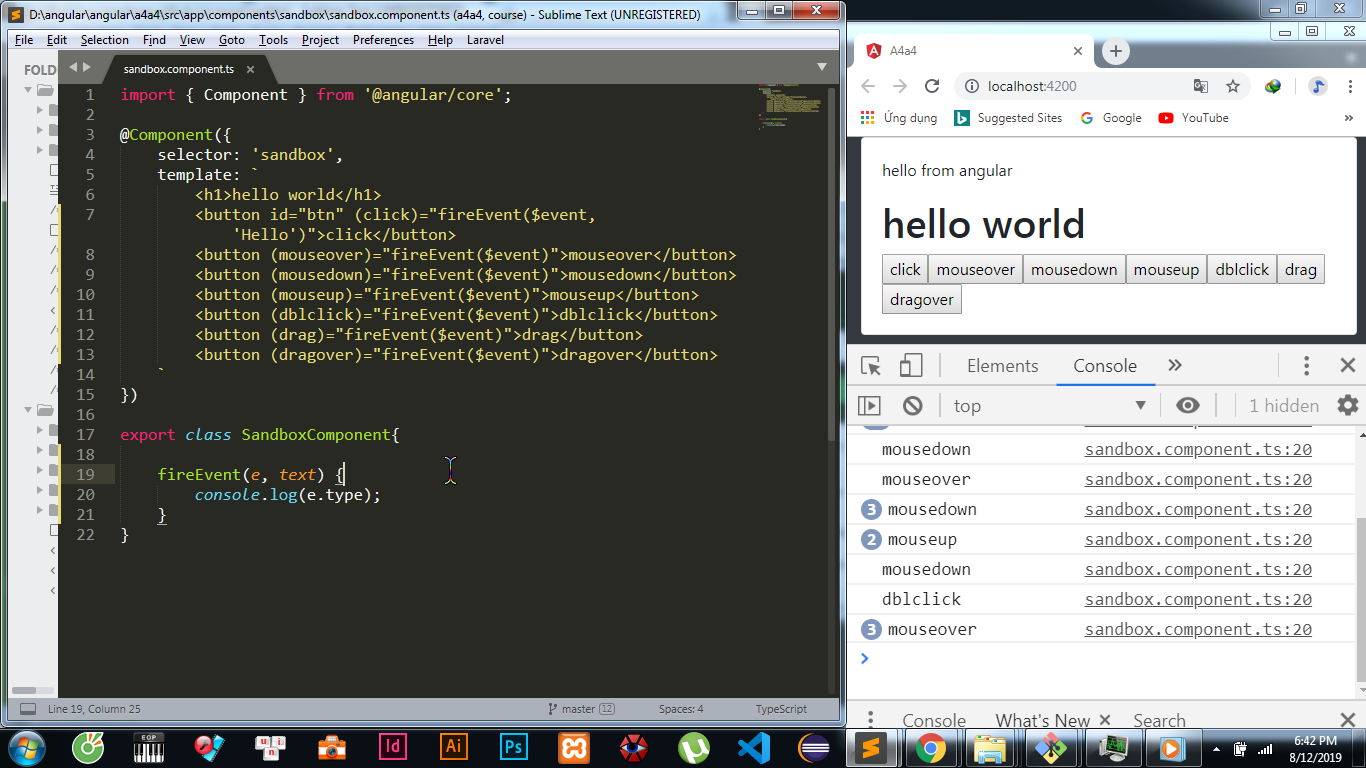 D:\angular\angular\a4a4\src\app\components\sandbox\sandbox.component.ts (a4a4, course) - Sublime Text (UNREGISTERED)
File Edit Selection Find View Goto Tools Project Preferences Help Laravel
FOLD
sandbox.component.ts
1 import { Component } from '@angular/core';
2
3 @Component({
4 selector: 'sandbox',
5 template: `
6 <h1>hello world</h1>
7 <button id="btn" (click)="fireEvent($event,
'Hello')">click</button>
8 <button (mouseover)="fireEvent($event)">mouseover</button>
9 <button (mousedown)="fireEvent($event)">mousedown</button>
10 <button (mouseup)="fireEvent($event)">mouseup</button>
11 <button (dblclick)="fireEvent($event)">dblclick</button>
12 <button (drag)="fireEvent($event)">drag</button>
13 <button (dragover)="fireEvent($event)">dragover</button>
14 `
15 })
16
17 export class SandboxComponent{
18
19 fireEvent(e, text) {
20 console.log(e.type);
21 }
22 }
Line 19, Column 25 master 12 Spaces: 4 TypeScript
A4a4
localhost:4200
Ứng dụng Suggested Sites Google YouTube »
hello from angular
hello world
click mouseover mousedown mouseup dblclick drag
dragover
Elements Console
top 1 hidden
mousedown sandbox.component.ts:20
mouseover sandbox.component.ts:20
3 mousedown sandbox.component.ts:20
2 mouseup sandbox.component.ts:20
mousedown sandbox.component.ts:20
dblclick sandbox.component.ts:20
3 mouseover sandbox.component.ts:20
Console What's New Search
EOP un i n Id Ai Ps
6:42 PM
8/12/2019